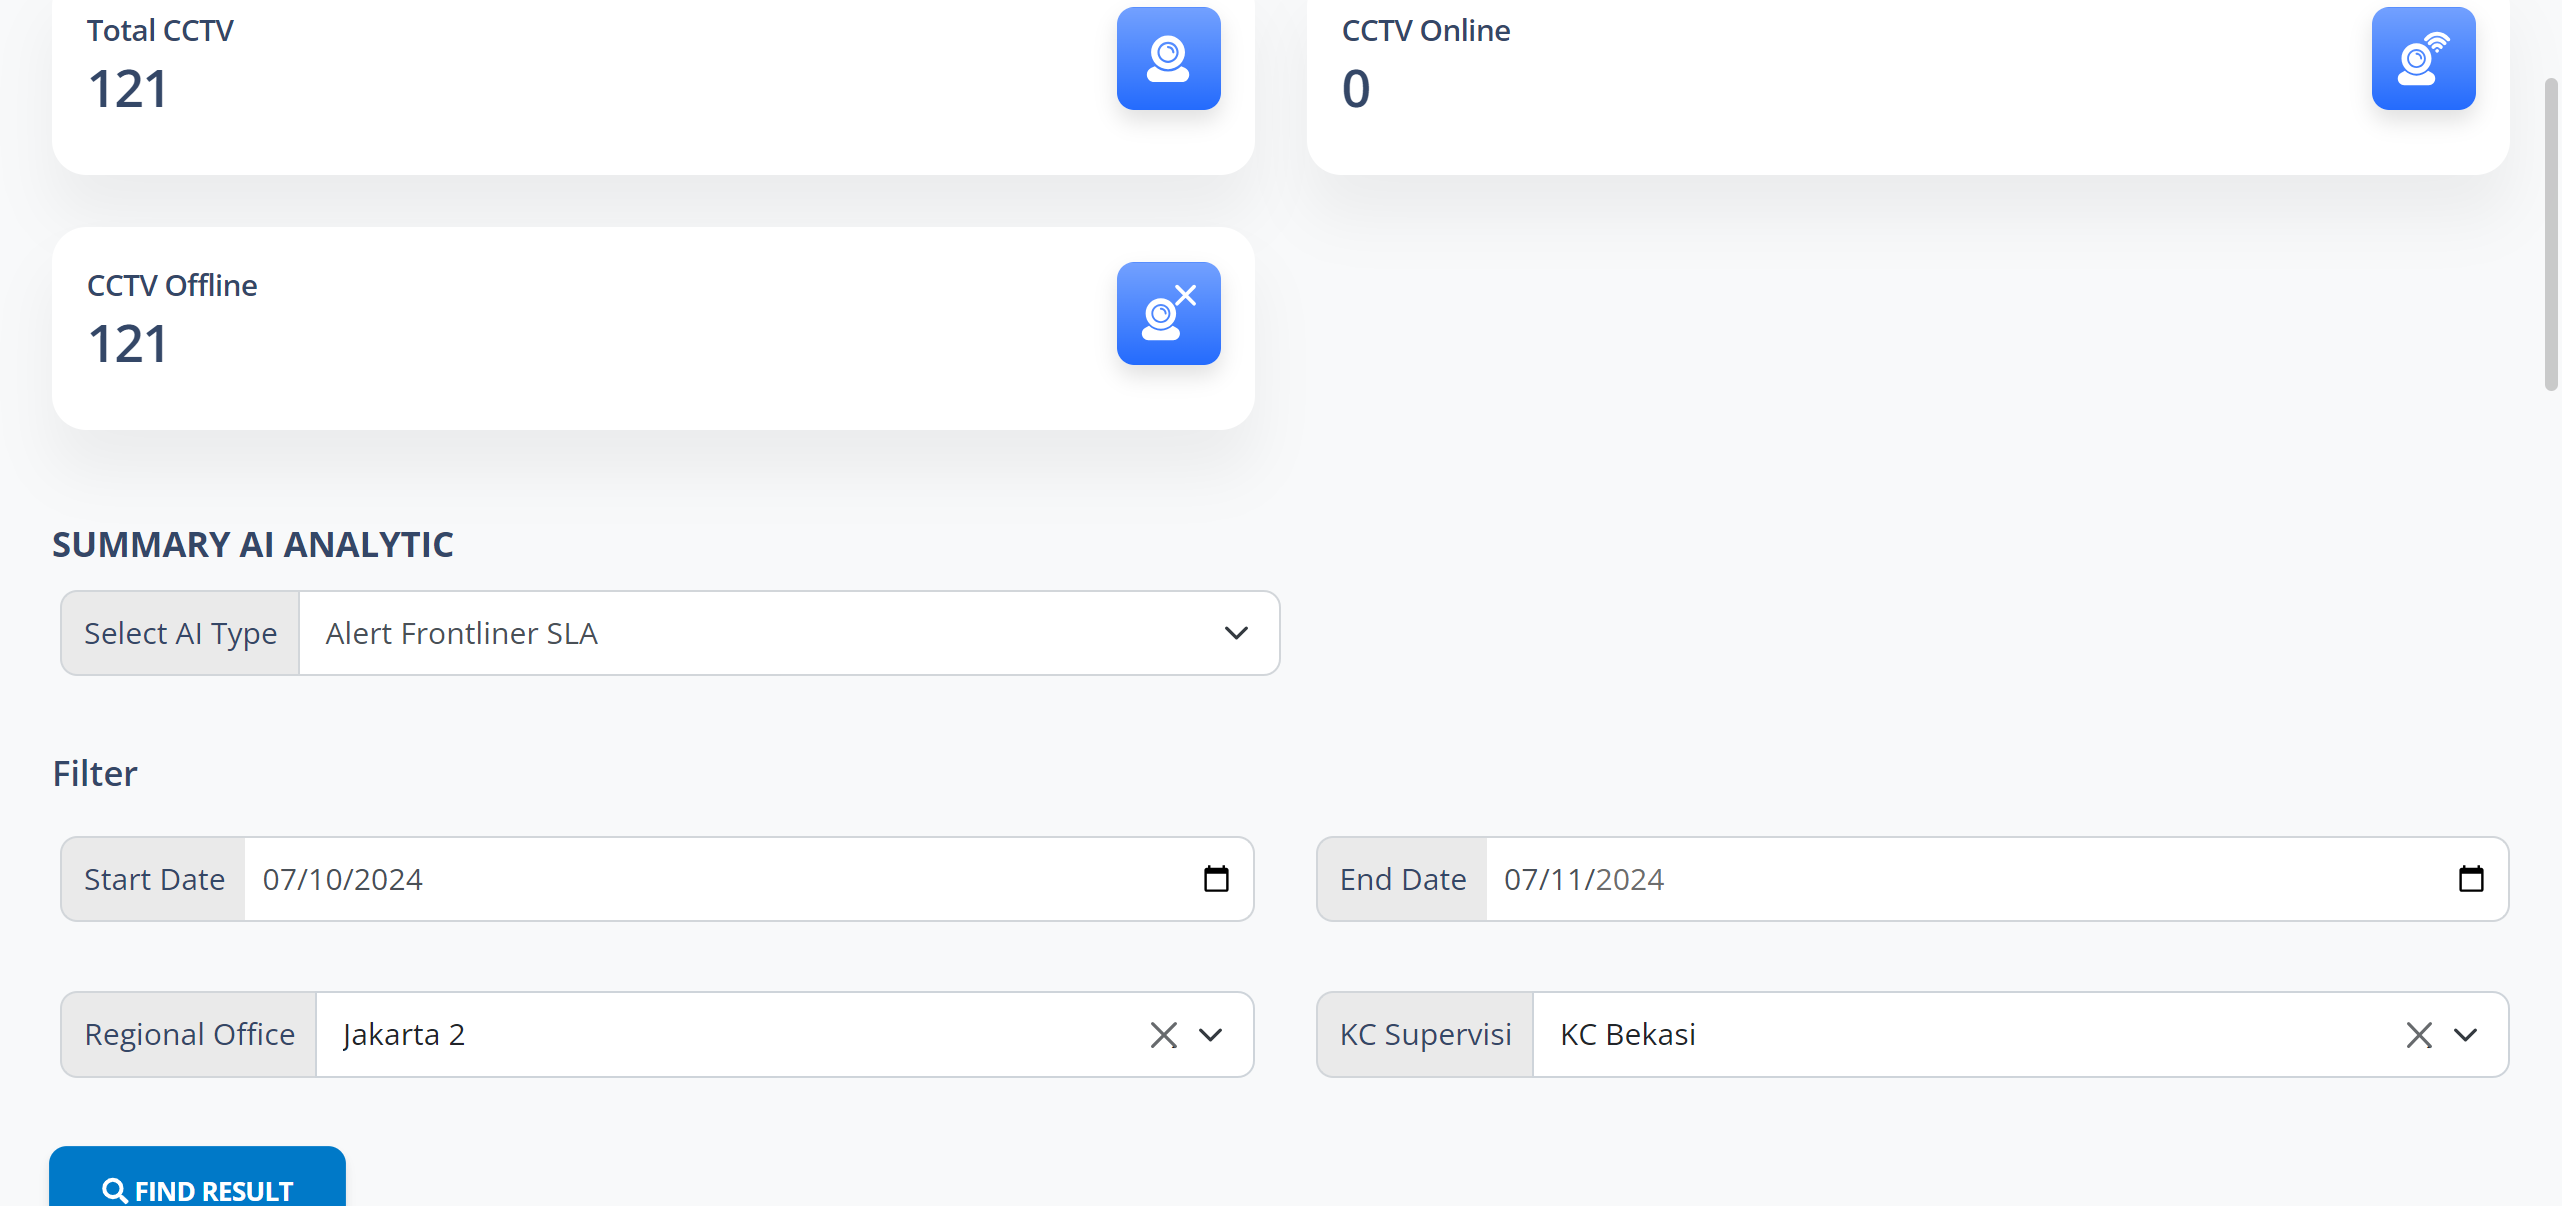 Total CCTV
121
CCTV Online
0
CCTV Offline
121
SUMMARY AI ANALYTIC
Select AI Type
Alert Frontliner SLA
Filter
Start Date
07/10/2024
End Date
07/11/2024
Regional Office
Jakarta 2
KC Supervisi
KC Bekasi
FIND RESULT